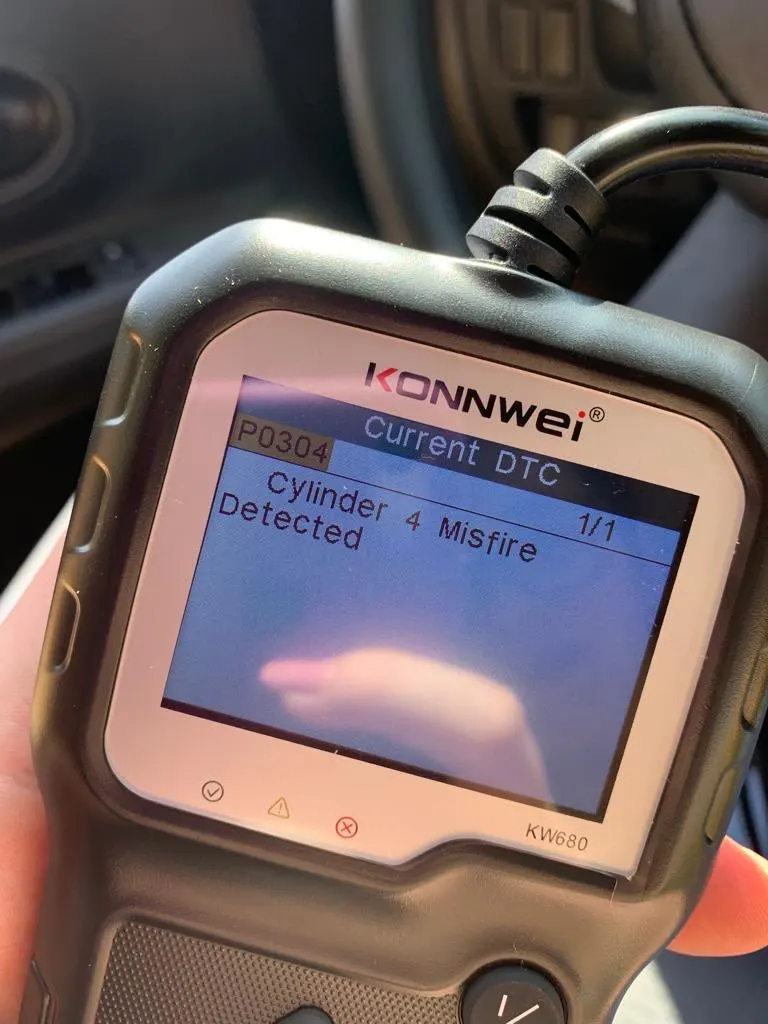 KONNWEI®
Current DTC
P0304
1/1
Cylinder 4 Misfire
Detected
KW680